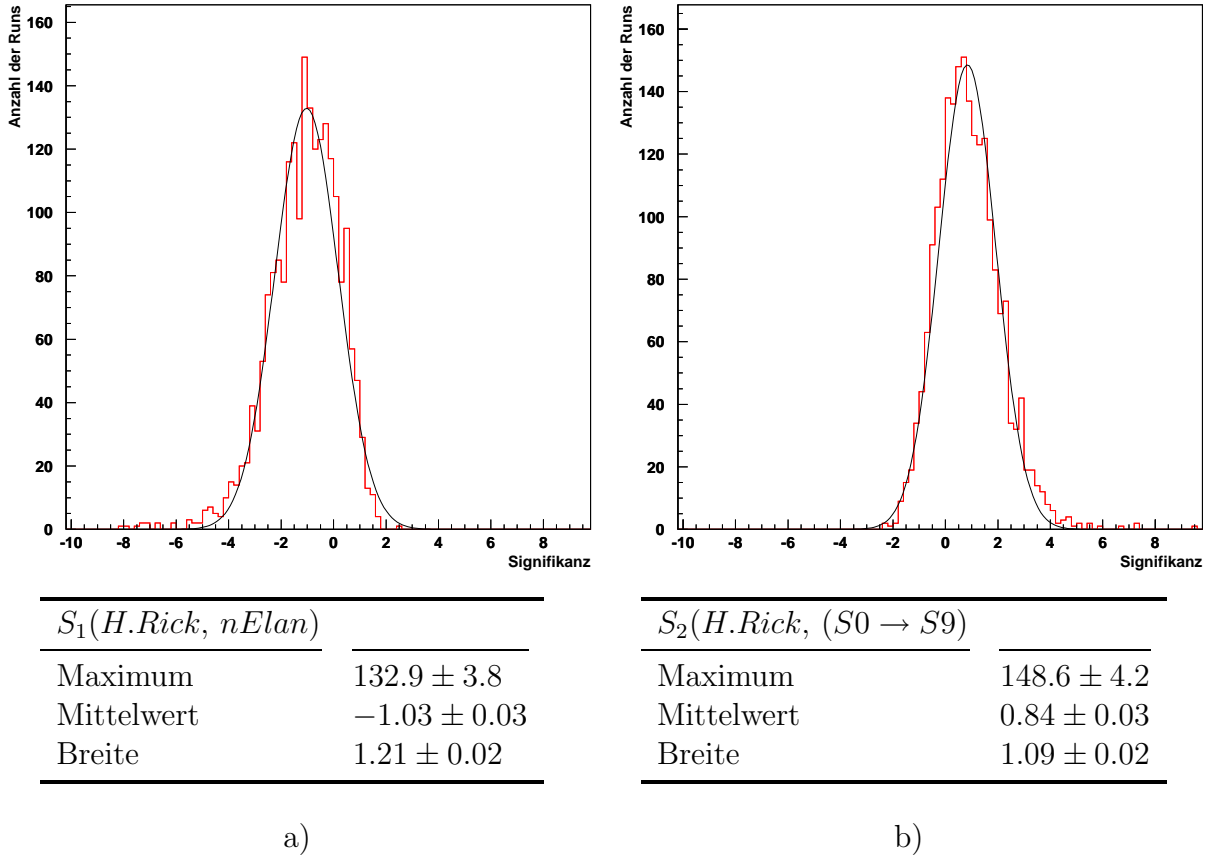 Anzahl der Runs
160
140
120
100
80
60
40
20
0
-10 -8 -6 -4 -2 0 2 4 6 8
Signifikanz
S1(H.Rick, nElan)
Maximum 132.9 ± 3.8
Mittelwert −1.03 ± 0.03
Breite 1.21 ± 0.02
a)
Anzahl der Runs
160
140
120
100
80
60
40
20
0
-10 -8 -6 -4 -2 0 2 4 6 8
Signifikanz
S2(H.Rick, (S0 → S9)
Maximum 148.6 ± 4.2
Mittelwert 0.84 ± 0.03
Breite 1.09 ± 0.02
b)